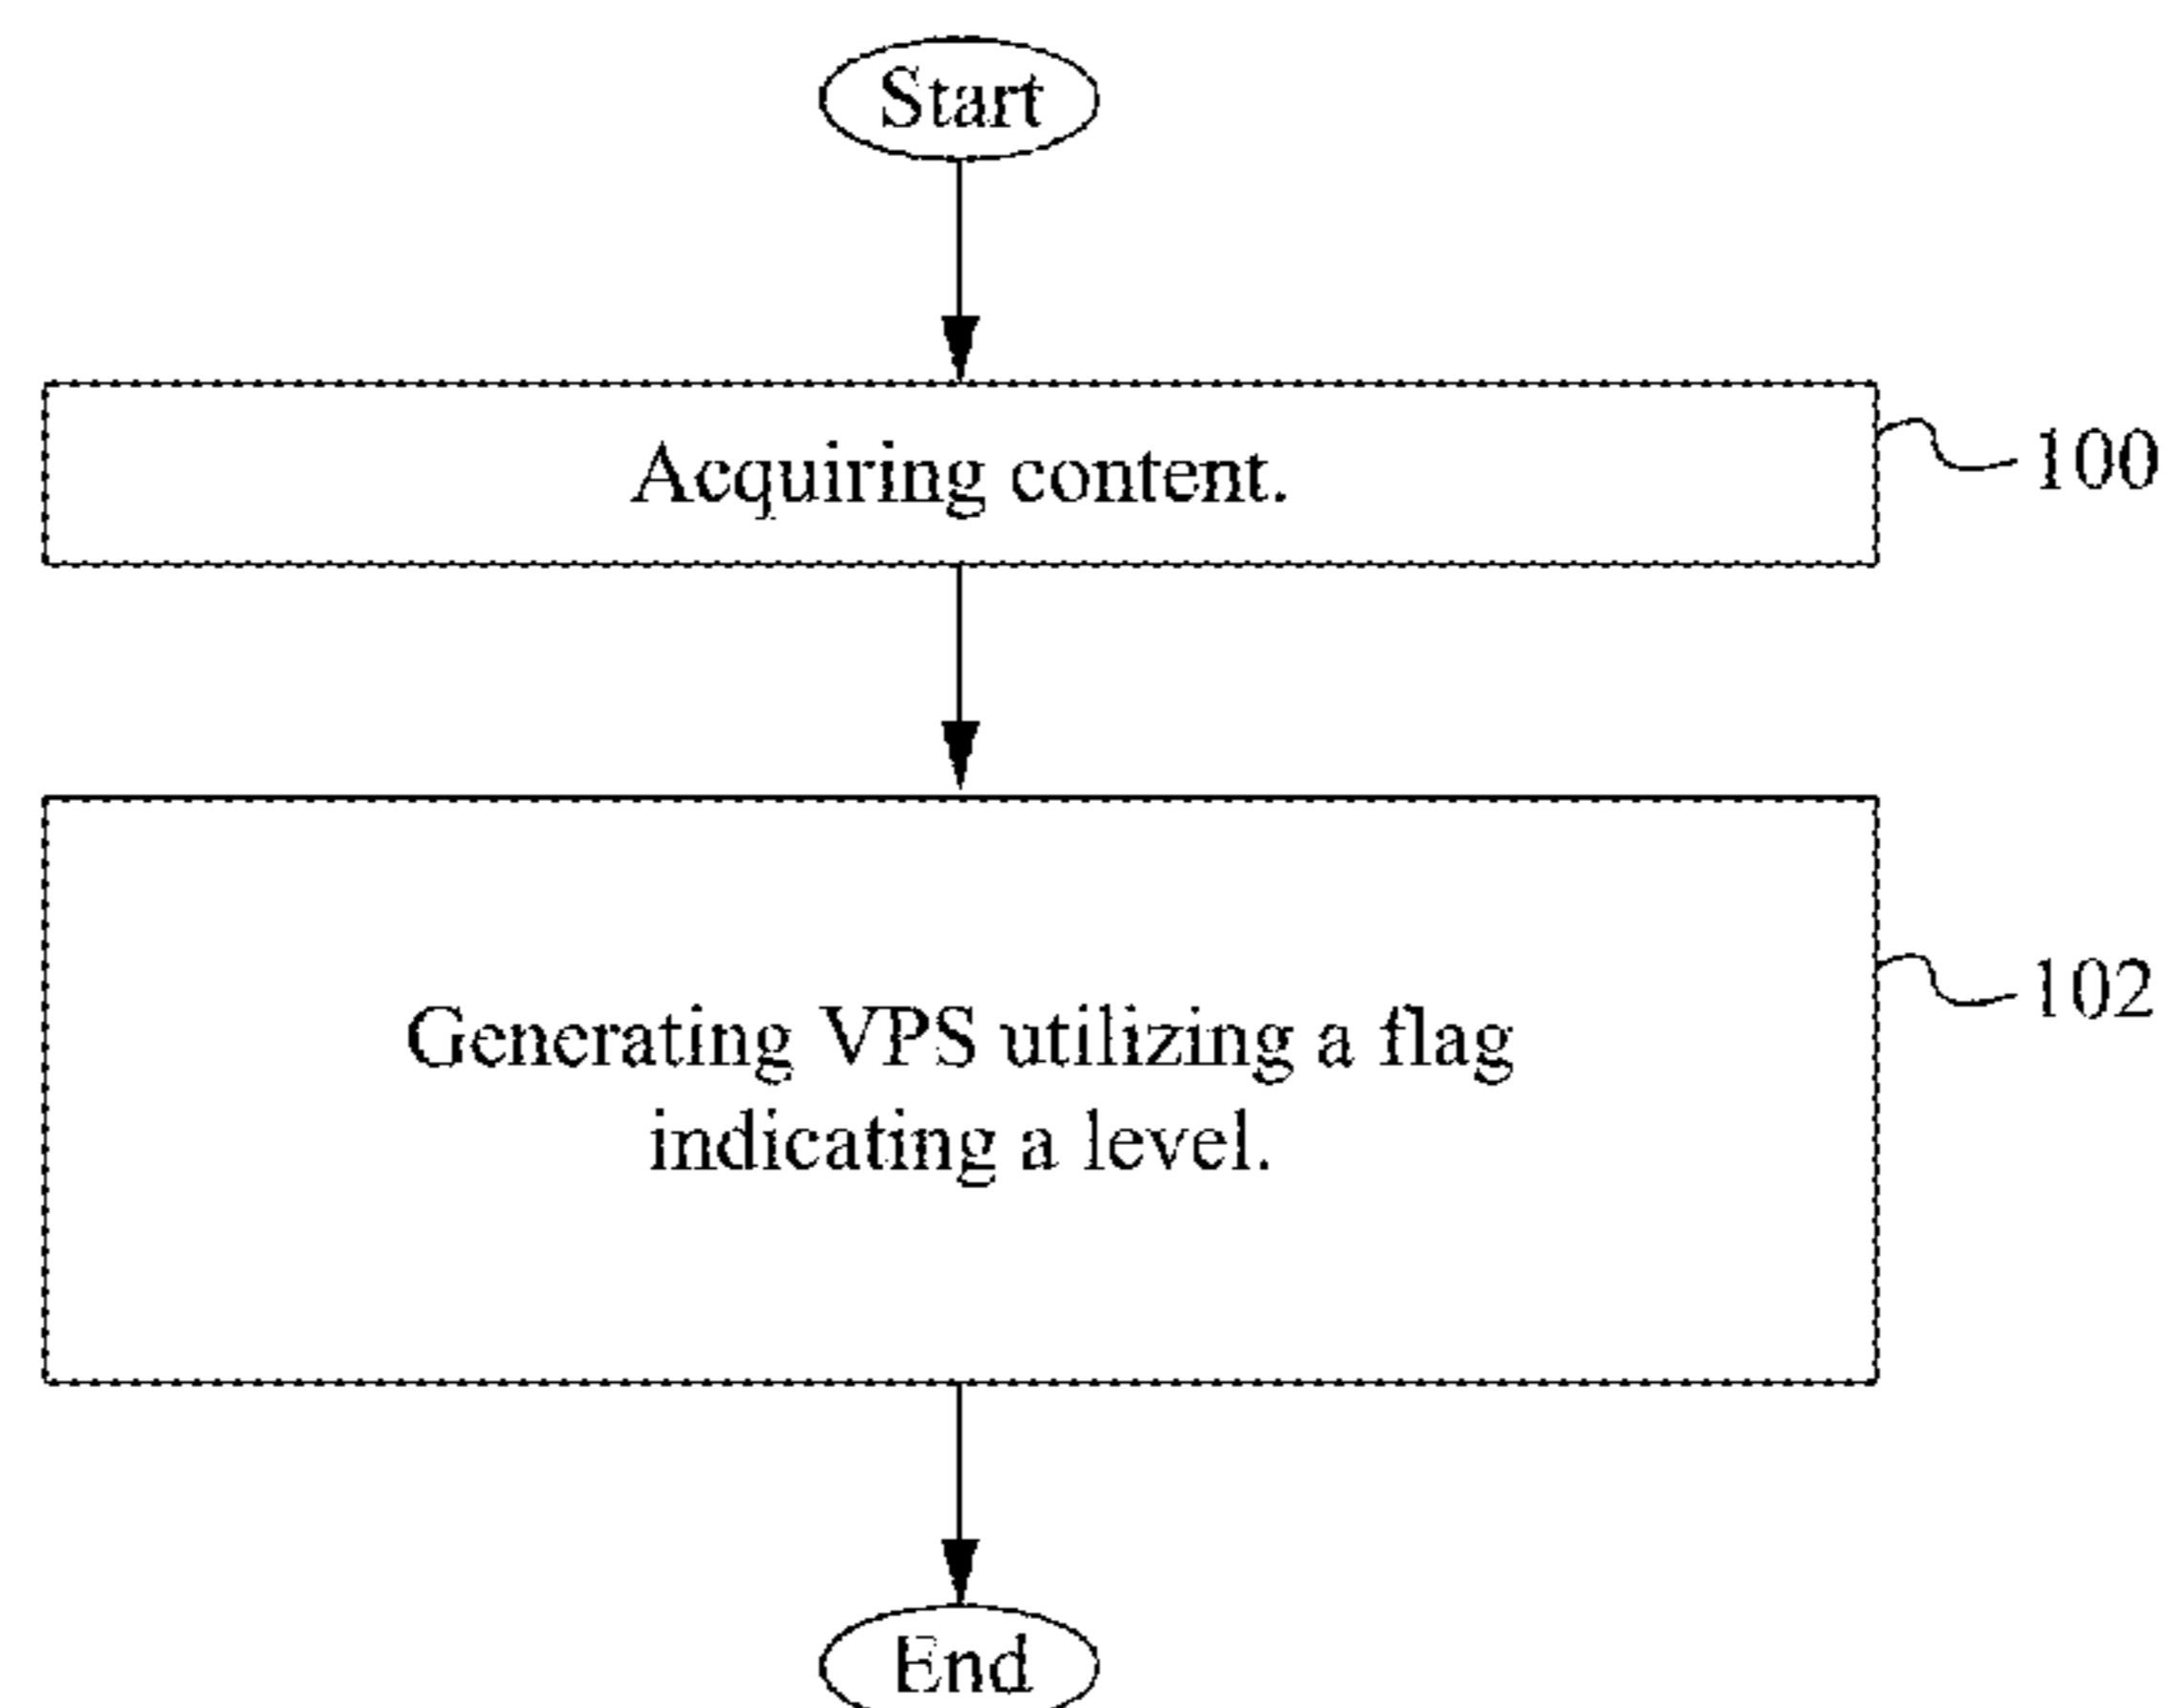 Start
Acquiring content.
100
Generating VPS utilizing a flag
indicating a level.
102
End